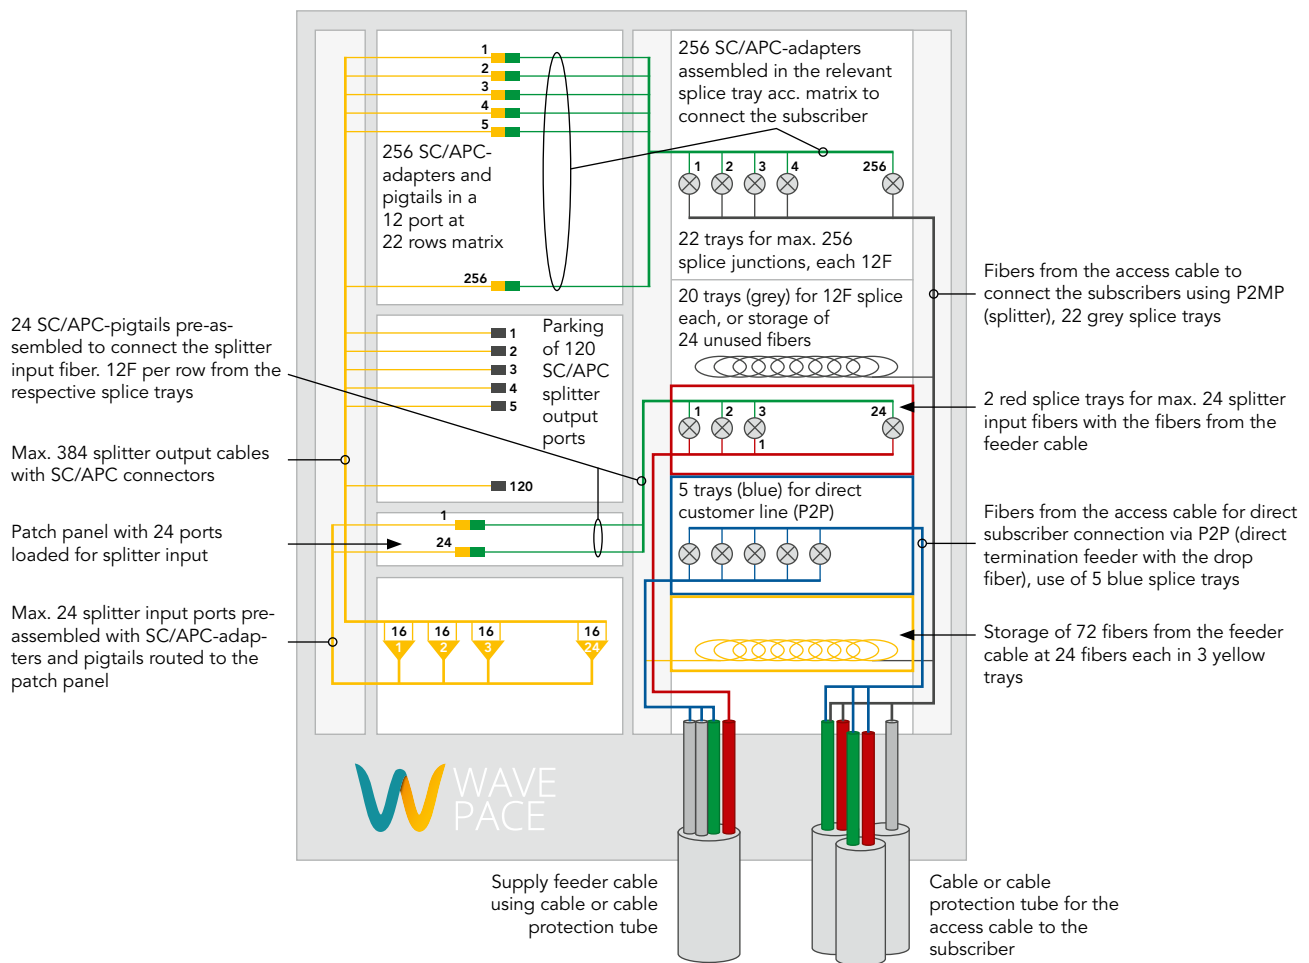 1
2
3
4
5
256 SC/APC-
adapters and
pigtails in a
12 port at
22 rows matrix
256
256 SC/APC-adapters
assembled in the relevant
splice tray acc. matrix to
connect the subscriber
1 2 3 4 256
22 trays for max. 256
splice junctions, each 12F
20 trays (grey) for 12F splice
each, or storage of
24 unused fibers
Fibers from the access cable to
connect the subscribers using P2MP
(splitter), 22 grey splice trays
24 SC/APC-pigtails pre-as-
sembled to connect the splitter
input fiber. 12F per row from the
respective splice trays
1
2
3
4
5
120
Parking
of 120
SC/APC
splitter
output
ports
1 2 3 24
1
2 red splice trays for max. 24 splitter
input fibers with the fibers from the
feeder cable
Max. 384 splitter output cables
with SC/APC connectors
5 trays (blue) for direct
customer line (P2P)
Patch panel with 24 ports
loaded for splitter input
1
24
Fibers from the access cable for direct
subscriber connection via P2P (direct
termination feeder with the drop
fiber), use of 5 blue splice trays
Max. 24 splitter input ports pre-
assembled with SC/APC-adap-
ters and pigtails routed to the
patch panel
16 16 16 16
1 2 3 24
Storage of 72 fibers from the feeder
cable at 24 fibers each in 3 yellow
trays
WAVE
PACE
Supply feeder cable
using cable or cable
protection tube
Cable or cable
protection tube for the
access cable to the
subscriber